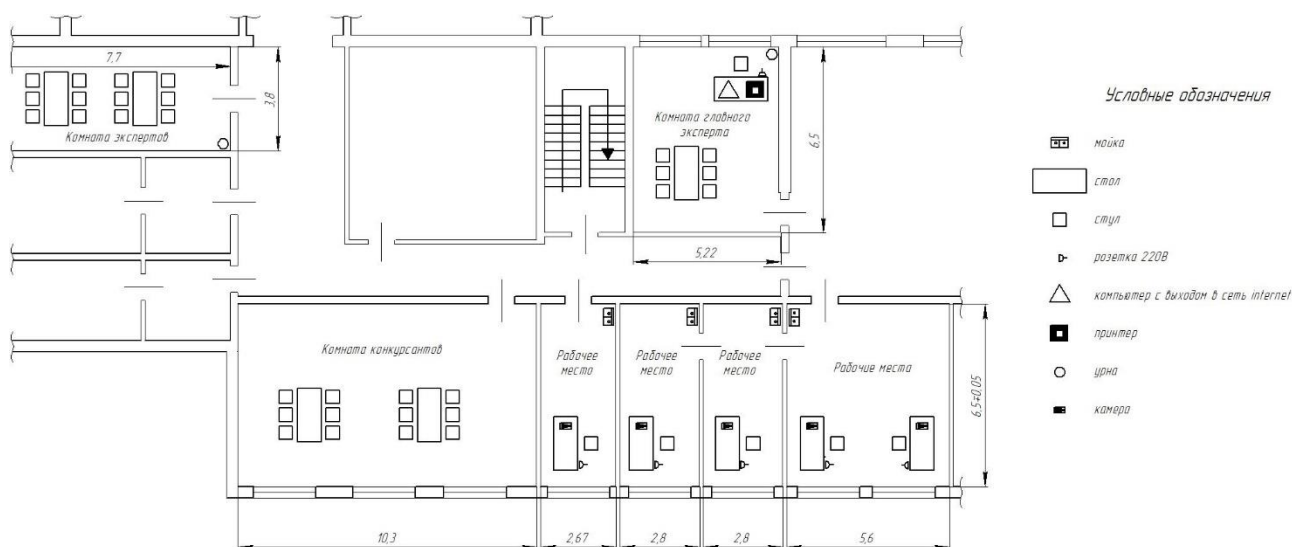 7,7
3,8
Комната экспертов
Комната главного
эксперта
6,5
5,22
Условные обозначения
мойка
стол
стул
розетка 220В
компьютер с выходом в сеть internet
принтер
урна
камера
Комната конкурсантов
Рабочее
место
Рабочее
место
Рабочее
место
Рабочие места
6,5±0,05
10,3
2,67
2,8
2,8
5,6